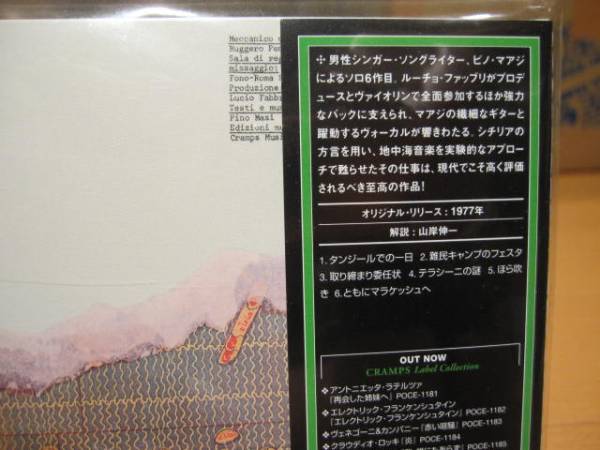 Meccanico
Ruggero
Sala di
missaggio:
Fono-Roma
Produzione
Lucio
Testi e
Pino Masi
Edizioni
Cramps
✣ 男性シンガー・ソングライター、ピノ・マアジ
によるソロ6作目。ルーチョ・ファッブリがプロデ
ュースとヴァイオリンで全面参加するほか強力
なバックに支えられ、マアジの繊細なギターと
躍動するヴォーカルが響きわたる。シチリアの
方言を用い、地中海音楽を実験的なアプロー
チで甦らせたその仕事は、現代でこそ高く評価
されるべき至高の作品！
オリジナル・リリース：1977年
解説：山岸伸一
1. タンジールでの一日 2. 難民キャンプのフェスタ
3. 取り締まり委任状 4. テラシーニの謎 5. ほら吹
き 6. ともにマラケッシュへ
OUT NOW
CRAMPS Label Collection
❖アントニエッタ・ラテルツァ
「再会した姉妹へ」 POCE-1181
❖エレクトリック・フランケンシュタイン
「エレクトリック・フランケンシュタイン」 POCE-1182
❖ヴェネゴーニ&カンパニー「赤い蜃騒」 POCE-1183
❖クラウディオ・ロッキ「炎」 POCE-1184
POCE-1185